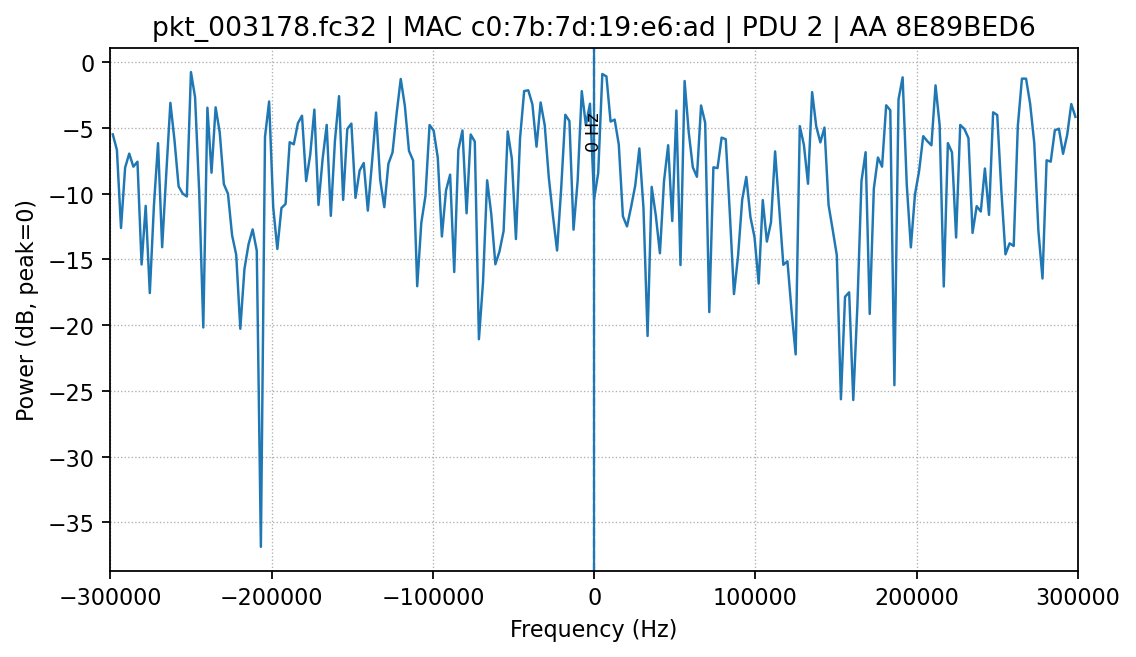 pkt_003178.fc32 | MAC c0:7b:7d:19:e6:ad | PDU 2 | AA 8E89BED6
Power (dB, peak=0)
0
−5
−10
−15
−20
−25
−30
−35
0 Hz
−300000 −200000 −100000 0 100000 200000 300000
Frequency (Hz)